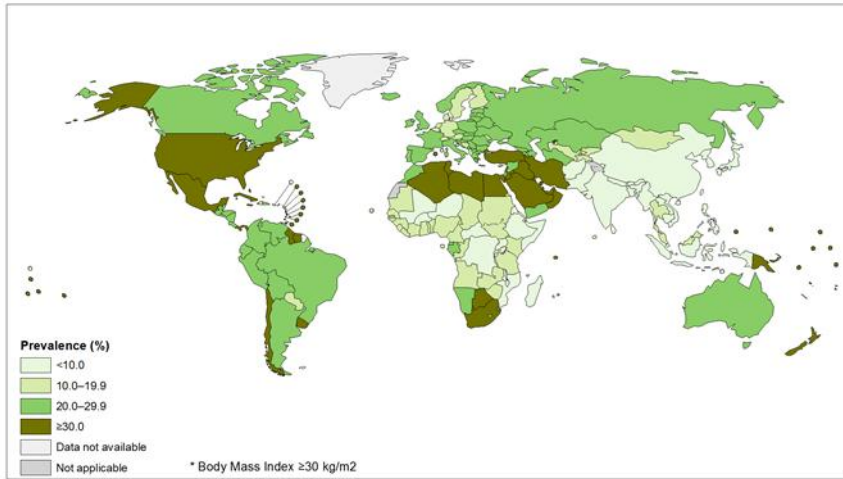 Prevalence (%)
<10.0
10.0–19.9
20.0–29.9
≥30.0
Data not available
Not applicable
* Body Mass Index ≥30 kg/m2